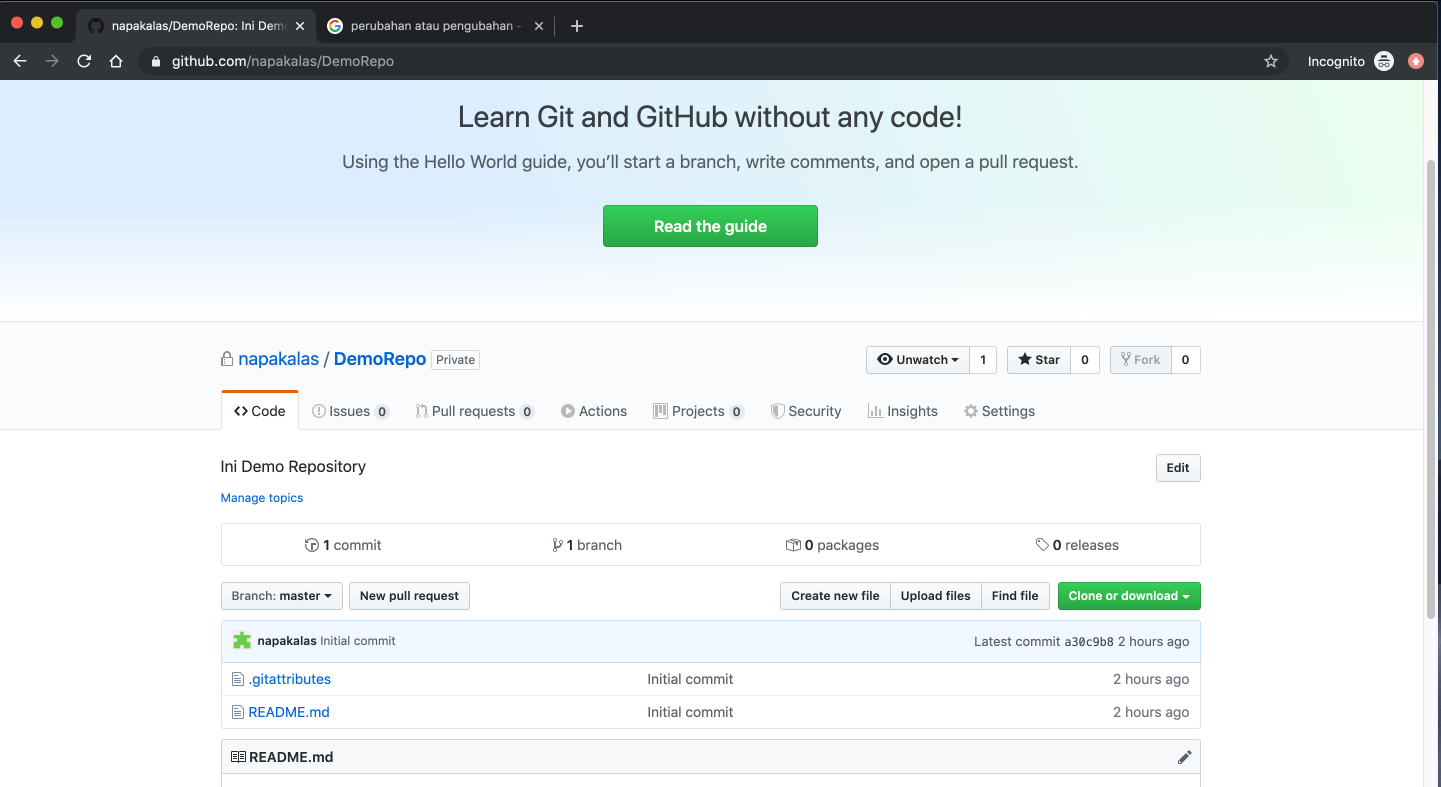 napakalas/DemoRepo: Ini Dem
perubahan atau pengubahan -
github.com/napakalas/DemoRepo
Incognito
Learn Git and GitHub without any code!
Using the Hello World guide, you’ll start a branch, write comments, and open a pull request.
Read the guide
napakalas / DemoRepo Private
Unwatch 1 Star 0 Fork 0
Code Issues 0 Pull requests 0 Actions Projects 0 Security Insights Settings
Ini Demo Repository
Edit
Manage topics
1 commit 1 branch 0 packages 0 releases
Branch: master New pull request Create new file Upload files Find file Clone or download
napakalas Initial commit Latest commit a30c9b8 2 hours ago
.gitattributes Initial commit 2 hours ago
README.md Initial commit 2 hours ago
README.md